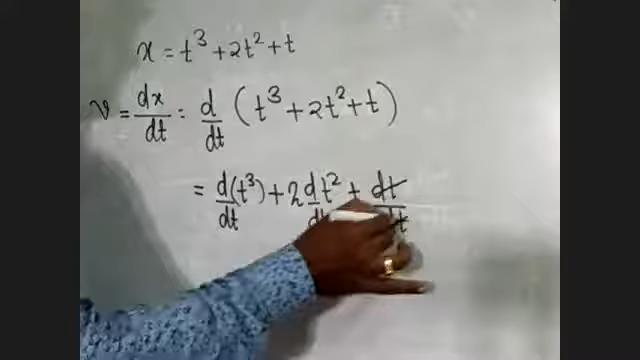 x = t³ + 2t² + t
v = dx/dt = d/dt (t³ + 2t² + t)
= d/dt (t³) + 2 d/dt t² + dt/dt